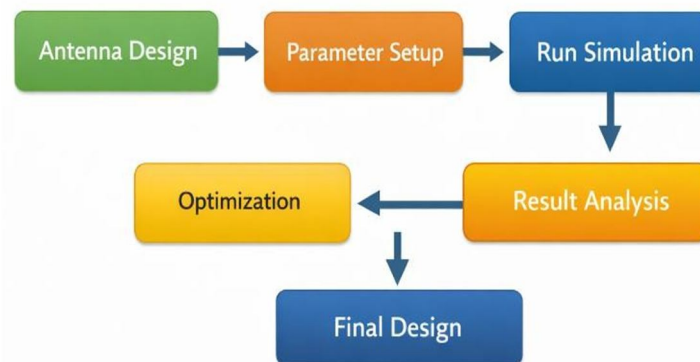 Antenna Design
Parameter Setup
Run Simulation
Optimization
Result Analysis
Final Design